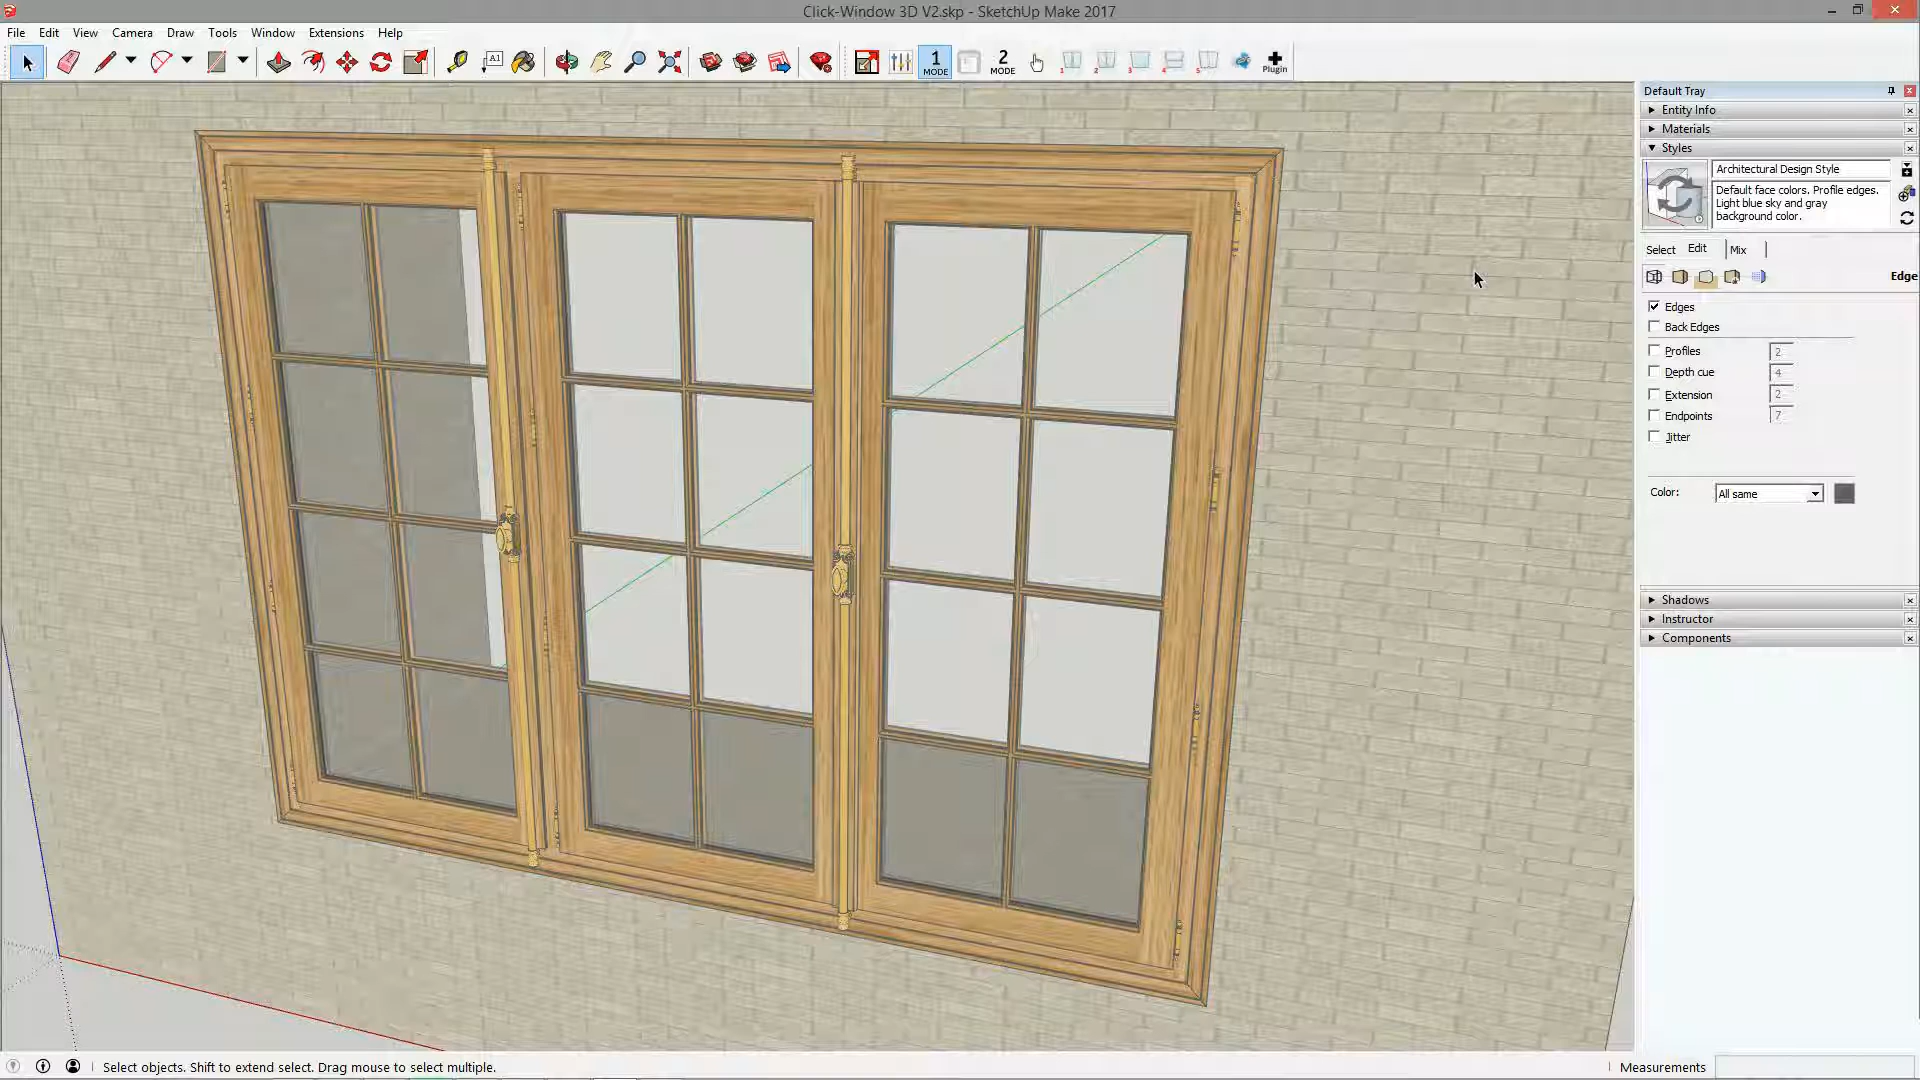 Click-Window 3D V2.skp - SketchUp Make 2017
File Edit View Camera Draw Tools Window Extensions Help
A1
1 MODE
2 MODE
Plugin
Default Tray
Entity Info
Materials
Styles
Architectural Design Style
Default face colors. Profile edges.
Light blue sky and gray
background color.
Select Edit Mix
Edge
Edges
Back Edges
Profiles 2
Depth cue 4
Extension 2
Endpoints 7
Jitter
Color: All same
Shadows
Instructor
Components
Select objects. Shift to extend select. Drag mouse to select multiple.
Measurements